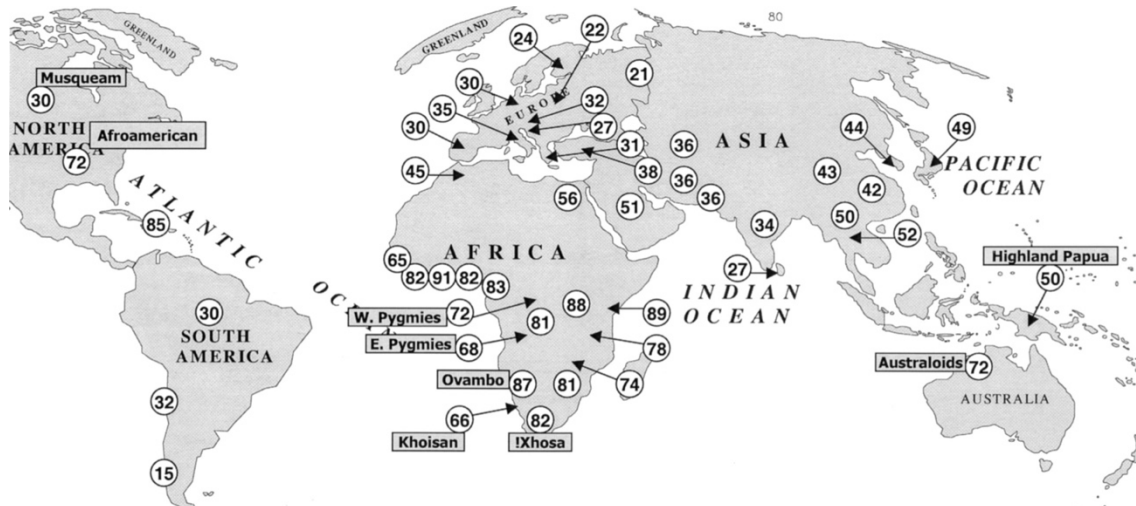 80
GREENLAND
GREENLAND
24
22
21
Musqueam
30
30
35
30
EUROPE
32
27
NORTH
AMERICA
Afroamerican
72
31
38
45
36
36
36
ASIA
44
49
43
42
PACIFIC
OCEAN
ATLANTIC
OCEAN
85
56
51
34
50
52
AFRICA
65
82
91
82
83
27
INDIAN
OCEAN
Highland Papua
50
30
SOUTH
AMERICA
W. Pygmies
72
88
89
81
E. Pygmies
68
78
Ovambo
87
81
74
Australoids
72
AUSTRALIA
32
66
82
Khoisan
!Xhosa
15